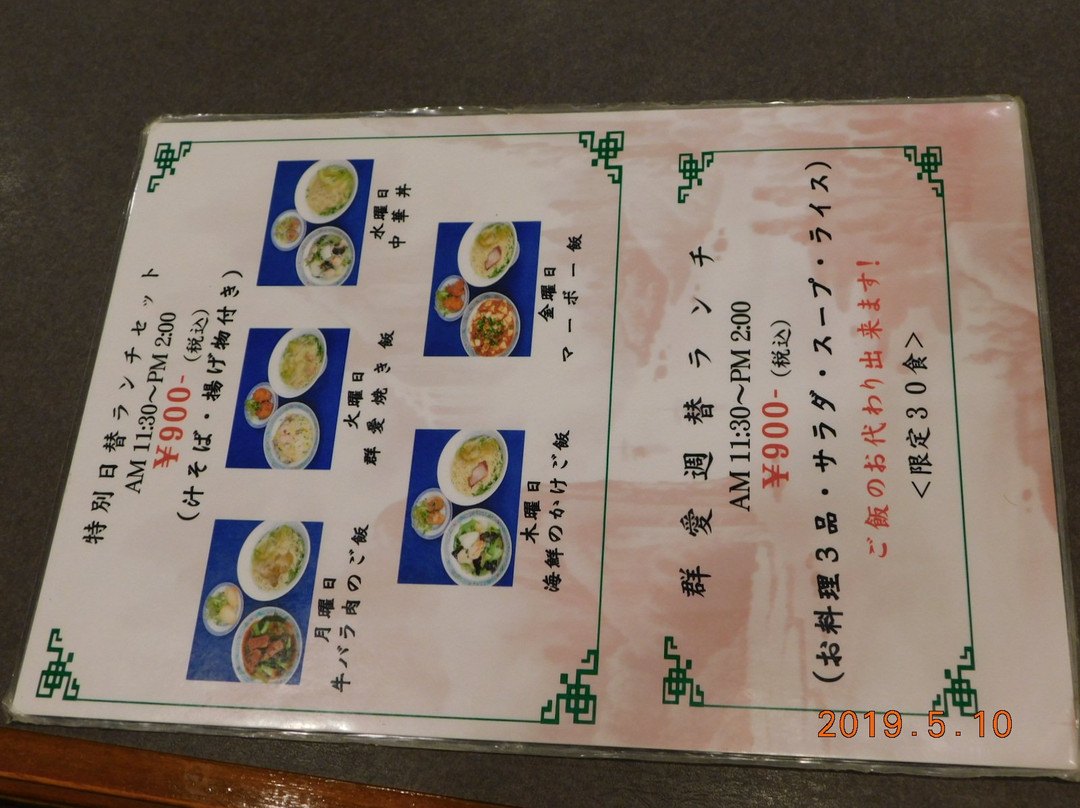 特別日替ランチセット
AM 11:30～PM 2:00
￥900-（税込）
（汁そば・揚げ物付き）
月曜日
牛バラ肉のご飯
火曜日
群愛焼き飯
水曜日
中華丼
木曜日
海鮮のかけご飯
金曜日
マーボー飯
群愛週替ランチ
AM 11:30～PM 2:00
￥900-（税込）
（お料理３品・サラダ・スープ・ライス）
ご飯のお代わり出来ます！
＜限定３０食＞
2019.5.10